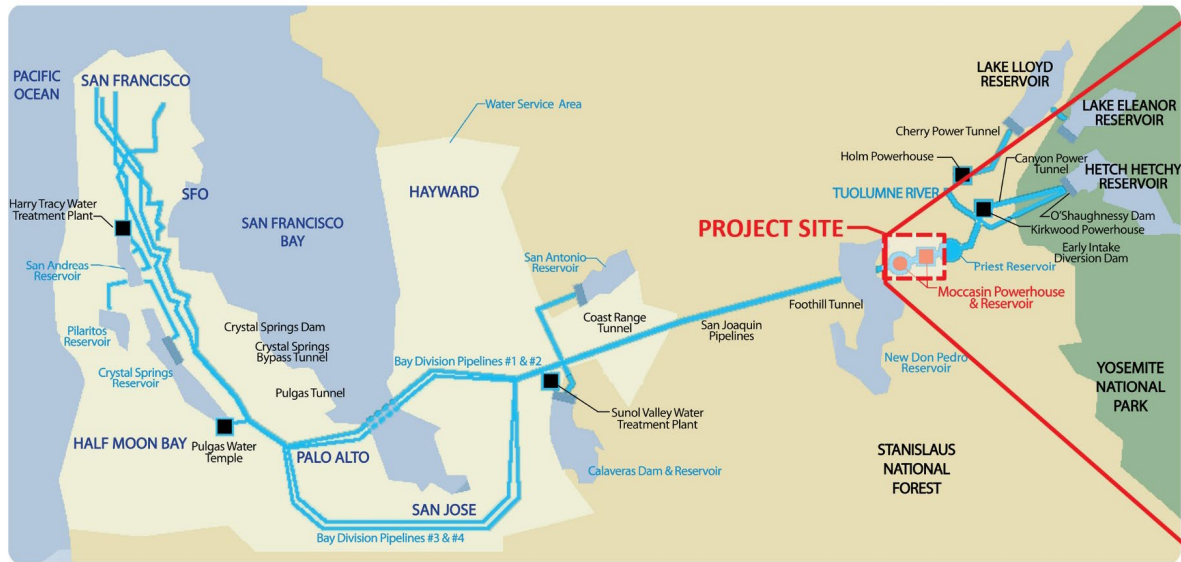 PACIFIC
OCEAN
SAN FRANCISCO
Water Service Area
LAKE LLOYD
RESERVOIR
LAKE ELEANOR
RESERVOIR
Cherry Power Tunnel
Holm Powerhouse
Canyon Power
Tunnel
HETCH HETCHY
RESERVOIR
HAYWARD
SFO
TUOLUMNE RIVER
Harry Tracy Water
Treatment Plant
SAN FRANCISCO
BAY
PROJECT SITE
O'Shaughnessy Dam
Kirkwood Powerhouse
Early Intake
Diversion Dam
San Andreas
Reservoir
San Antonio
Reservoir
Priest Reservoir
Moccasin Powerhouse
& Reservoir
Foothill Tunnel
Coast Range
Tunnel
San Joaquin
Pipelines
Pilaritos
Reservoir
Crystal Springs Dam
Crystal Springs
Bypass Tunnel
Bay Division Pipelines #1 & #2
New Don Pedro
Reservoir
Crystal Springs
Reservoir
Pulgas Tunnel
YOSEMITE
NATIONAL
PARK
Sunol Valley Water
Treatment Plant
HALF MOON BAY
Pulgas Water
Temple
PALO ALTO
Calaveras Dam & Reservoir
STANISLAUS
NATIONAL
FOREST
SAN JOSE
Bay Division Pipelines #3 & #4